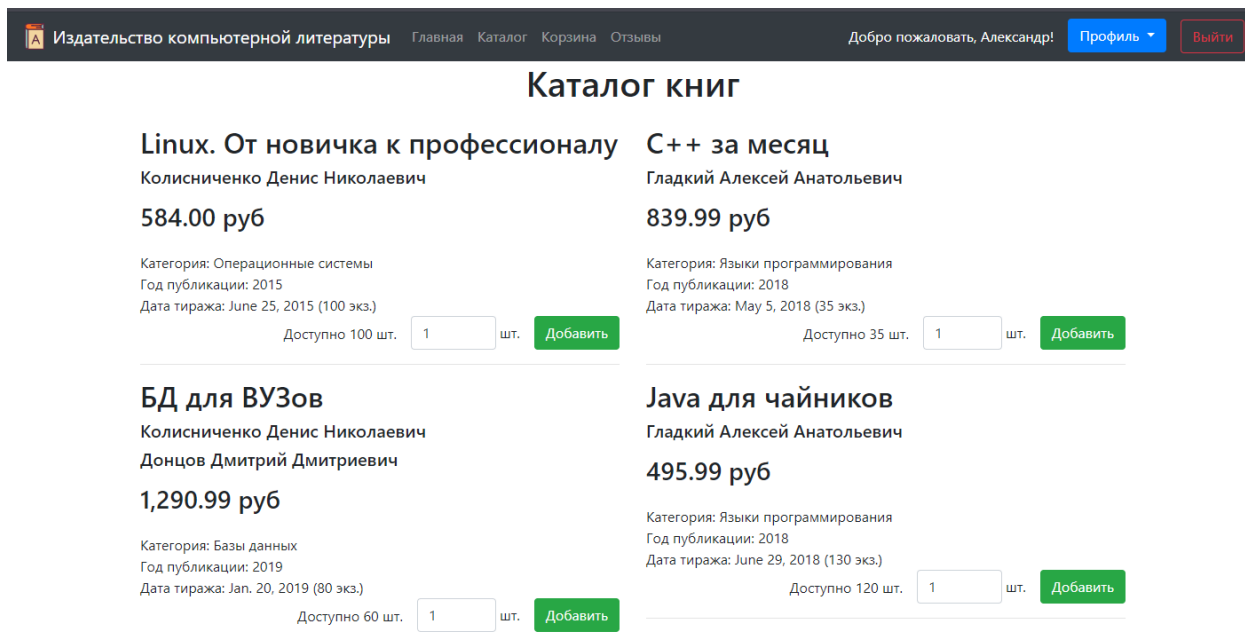 Издательство компьютерной литературы Главная Каталог Корзина Отзывы Добро пожаловать, Александр! Профиль Выйти
Каталог книг
Linux. От новичка к профессионалу
Колисниченко Денис Николаевич
584.00 руб
Категория: Операционные системы
Год публикации: 2015
Дата тиража: June 25, 2015 (100 экз.)
Доступно 100 шт. 1 шт. Добавить
C++ за месяц
Гладкий Алексей Анатольевич
839.99 руб
Категория: Языки программирования
Год публикации: 2018
Дата тиража: May 5, 2018 (35 экз.)
Доступно 35 шт. 1 шт. Добавить
БД для ВУЗов
Колисниченко Денис Николаевич
Донцов Дмитрий Дмитриевич
1,290.99 руб
Категория: Базы данных
Год публикации: 2019
Дата тиража: Jan. 20, 2019 (80 экз.)
Доступно 60 шт. 1 шт. Добавить
Java для чайников
Гладкий Алексей Анатольевич
495.99 руб
Категория: Языки программирования
Год публикации: 2018
Дата тиража: June 29, 2018 (130 экз.)
Доступно 120 шт. 1 шт. Добавить